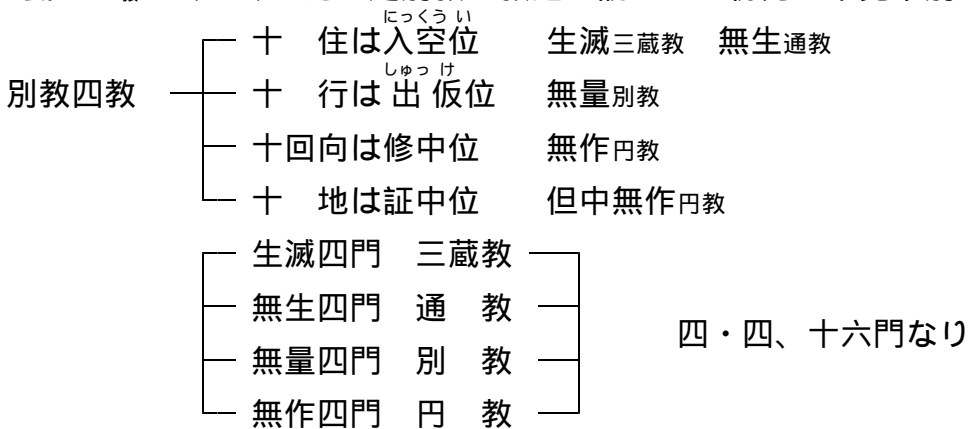 にっくう い
十 住は入空位 生滅三蔵教 無生通教
しゅっ け
別教四教 十 行は出仮位 無量別教
十回向は修中位 無作円教
十 地は証中位 但中無作円教
生滅四門 三蔵教
無生四門 通 教
四・四、十六門なり
無量四門 別 教
無作四門 円 教